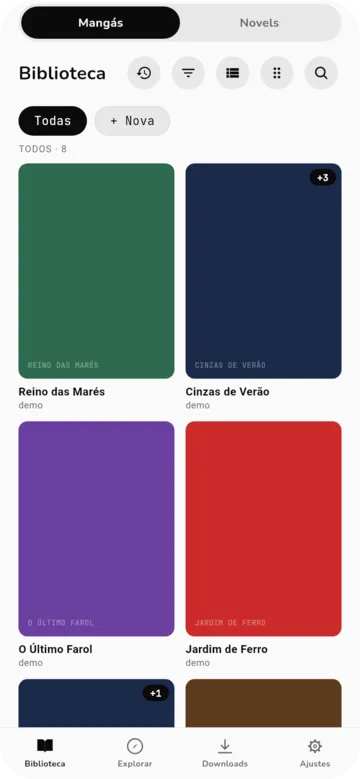 Mangás
Novels
Biblioteca
Todas
+ Nova
TODOS · 8
+3
REINO DAS MARÉS
CINZAS DE VERÃO
Reino das Marés
Cinzas de Verão
demo
demo
O ÚLTIMO FAROL
JARDIM DE FERRO
O Último Farol
Jardim de Ferro
demo
demo
+1
Biblioteca
Explorar
Downloads
Ajustes